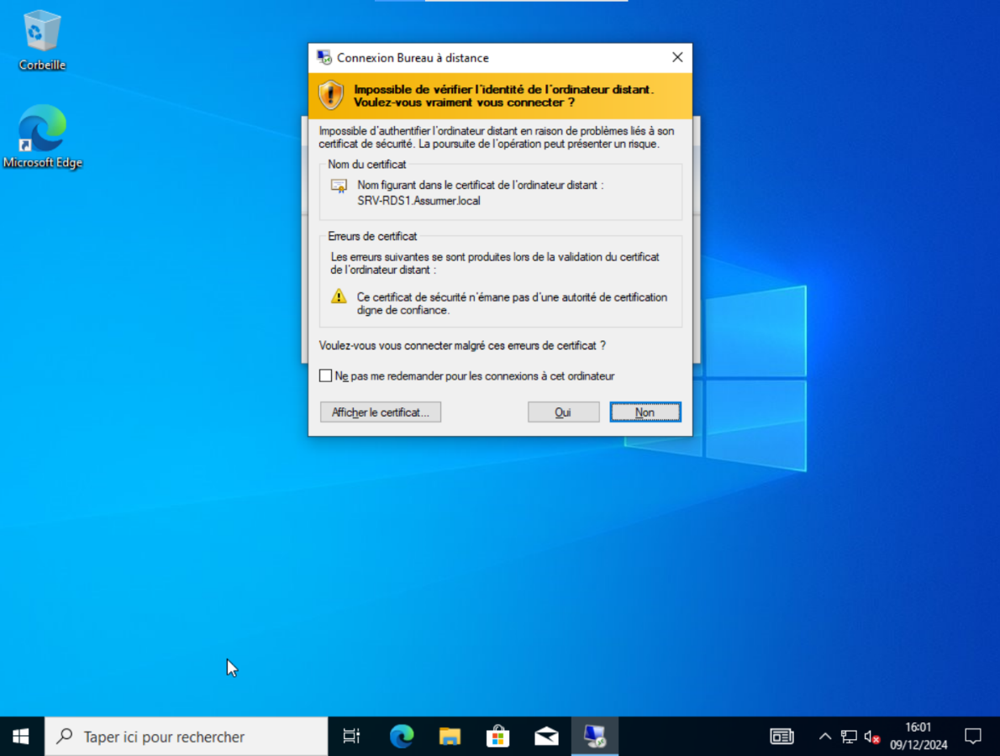 Corbeille
Microsoft Edge
Connexion Bureau à distance
Impossible de vérifier l'identité de l'ordinateur distant.
Voulez-vous vraiment vous connecter ?
Impossible d'authentifier l'ordinateur distant en raison de problèmes liés à son
certificat de sécurité. La poursuite de l'opération peut présenter un risque.
Nom du certificat
Nom figurant dans le certificat de l'ordinateur distant :
SRV-RDS1.Assurmer.local
Erreurs de certificat
Les erreurs suivantes se sont produites lors de la validation du certificat
de l'ordinateur distant :
Ce certificat de sécurité n'émane pas d'une autorité de certification
digne de confiance.
Voulez-vous vous connecter malgré ces erreurs de certificat ?
Ne pas me redemander pour les connexions à cet ordinateur
Afficher le certificat...
Oui
Non
Taper ici pour rechercher
16:01
09/12/2024